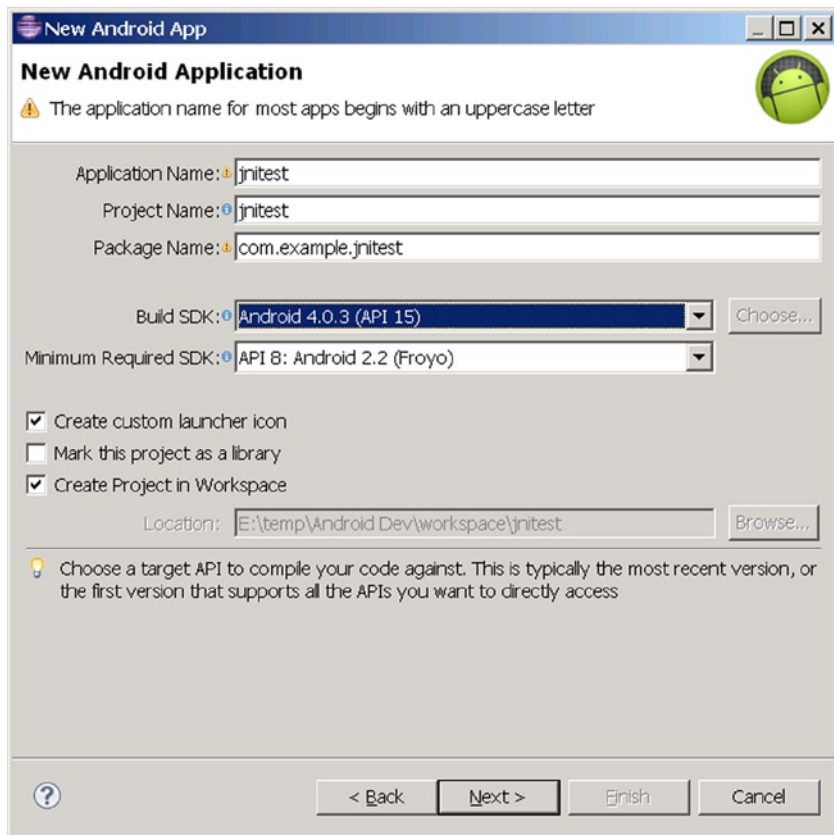 New Android App
New Android Application
The application name for most apps begins with an uppercase letter
Application Name: jnitest
Project Name: jnitest
Package Name: com.example.jnitest
Build SDK: Android 4.0.3 (API 15) Choose...
Minimum Required SDK: API 8: Android 2.2 (Froyo)
Create custom launcher icon
Mark this project as a library
Create Project in Workspace
Location: E:\temp\Android Dev\workspace\jnitest Browse...
Choose a target API to compile your code against. This is typically the most recent version, or
the first version that supports all the APIs you want to directly access
< Back Next > Finish Cancel